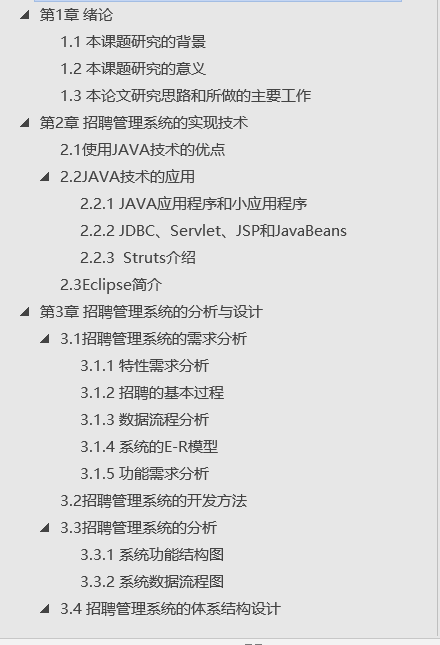 第1章 绪论
1.1 本课题研究的背景
1.2 本课题研究的意义
1.3 本论文研究思路和所做的主要工作
第2章 招聘管理系统的实现技术
2.1使用JAVA技术的优点
2.2JAVA技术的应用
2.2.1 JAVA应用程序和小应用程序
2.2.2 JDBC、Servlet、JSP和JavaBeans
2.2.3  Struts介绍
2.3Eclipse简介
第3章 招聘管理系统的分析与设计
3.1招聘管理系统的需求分析
3.1.1 特性需求分析
3.1.2 招聘的基本过程
3.1.3 数据流程分析
3.1.4 系统的E-R模型
3.1.5 功能需求分析
3.2招聘管理系统的开发方法
3.3招聘管理系统的分析
3.3.1 系统功能结构图
3.3.2 系统数据流程图
3.4 招聘管理系统的体系结构设计